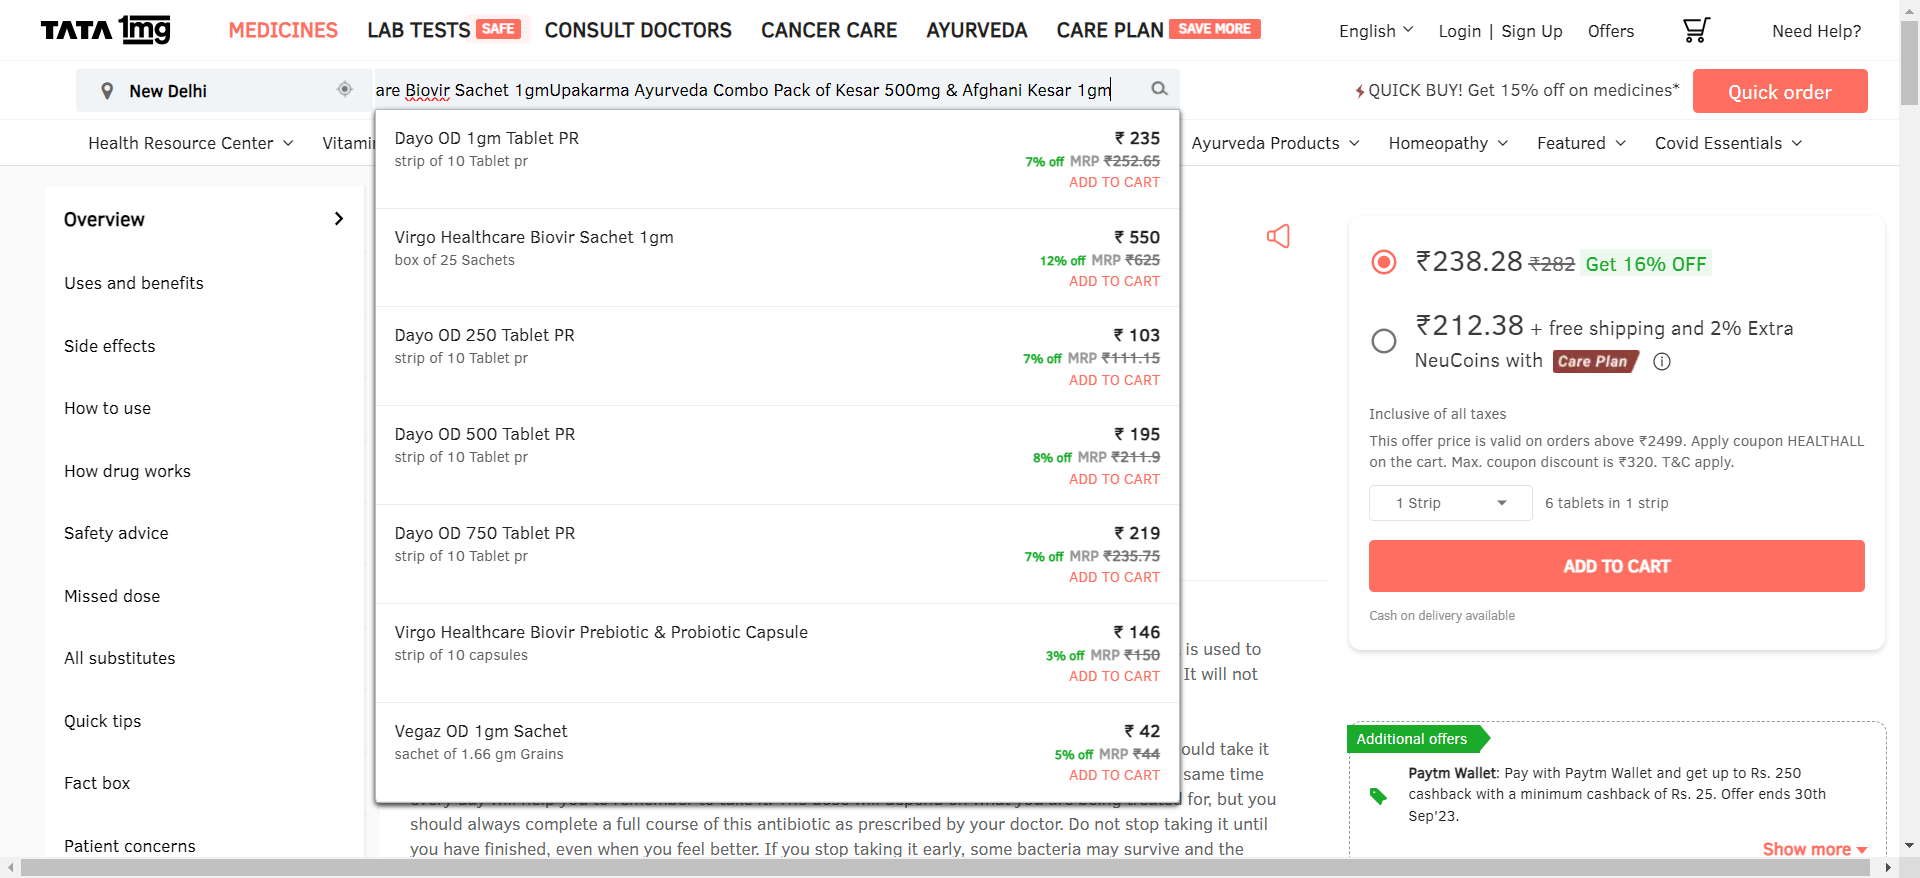 TATA 1mg
MEDICINES LAB TESTS SAFE CONSULT DOCTORS CANCER CARE AYURVEDA CARE PLAN SAVE MORE English Login | Sign Up Offers Need Help?
New Delhi are Biovir Sachet 1gmUpakarma Ayurveda Combo Pack of Kesar 500mg & Afghani Kesar 1gm QUICK BUY! Get 15% off on medicines* Quick order
Health Resource Center Vitami Ayurveda Products Homeopathy Featured Covid Essentials
Overview
Uses and benefits
Side effects
How to use
How drug works
Safety advice
Missed dose
All substitutes
Quick tips
Fact box
Patient concerns
Dayo OD 1gm Tablet PR ₹ 235
strip of 10 Tablet pr 7% off MRP ₹252.65
ADD TO CART
Virgo Healthcare Biovir Sachet 1gm ₹ 550
box of 25 Sachets 12% off MRP ₹625
ADD TO CART
Dayo OD 250 Tablet PR ₹ 103
strip of 10 Tablet pr 7% off MRP ₹111.15
ADD TO CART
Dayo OD 500 Tablet PR ₹ 195
strip of 10 Tablet pr 8% off MRP ₹211.9
ADD TO CART
Dayo OD 750 Tablet PR ₹ 219
strip of 10 Tablet pr 7% off MRP ₹235.75
ADD TO CART
Virgo Healthcare Biovir Prebiotic & Probiotic Capsule ₹ 146
strip of 10 capsules 3% off MRP ₹150
ADD TO CART
Vegaz OD 1gm Sachet ₹ 42
sachet of 1.66 gm Grains 5% off MRP ₹44
ADD TO CART
is used to
It will not
ould take it
same time
for, but you
should always complete a full course of this antibiotic as prescribed by your doctor. Do not stop taking it until
you have finished, even when you feel better. If you stop taking it early, some bacteria may survive and the
₹238.28 ₹282 Get 16% OFF
₹212.38 + free shipping and 2% Extra
NeuCoins with Care Plan
Inclusive of all taxes
This offer price is valid on orders above ₹2499. Apply coupon HEALTHALL
on the cart. Max. coupon discount is ₹320. T&C apply.
1 Strip 6 tablets in 1 strip
ADD TO CART
Cash on delivery available
Additional offers
Paytm Wallet: Pay with Paytm Wallet and get up to Rs. 250
cashback with a minimum cashback of Rs. 25. Offer ends 30th
Sep'23.
Show more